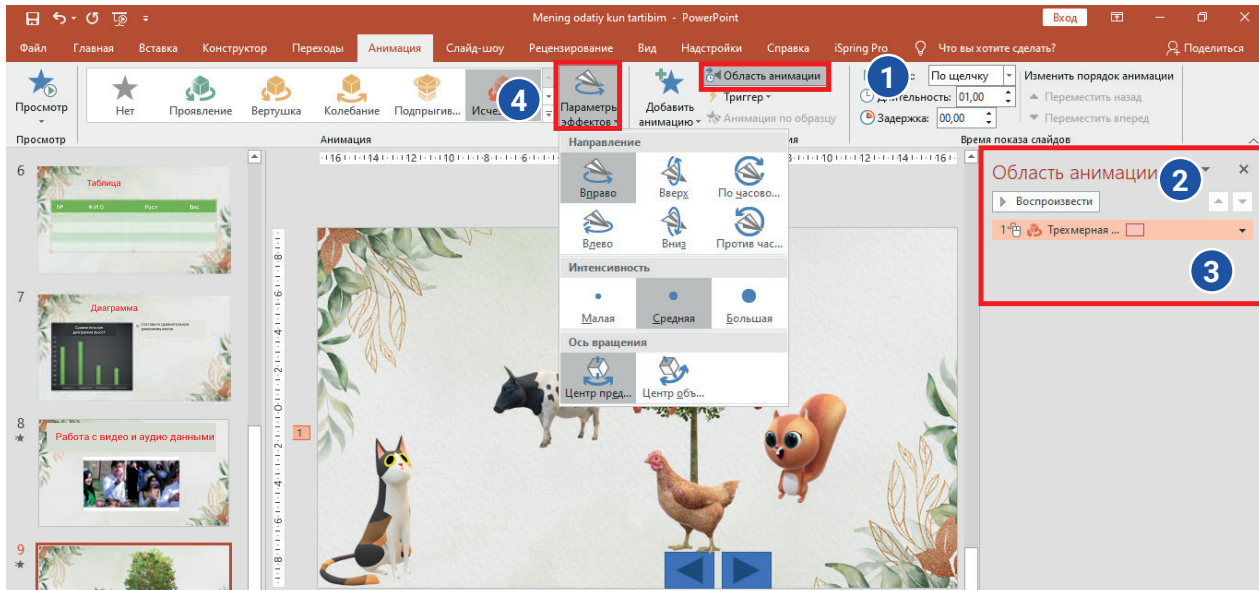 Mening odatiy kun tartibim - PowerPoint
Вход
Файл Главная Вставка Конструктор Переходы Анимация Слайд-шоу Рецензирование Вид Надстройки Справка iSpring Pro Что вы хотите сделать? Поделиться
Просмотр
Нет Проявление Вертушка Колебание Подпрыгив...
4
Параметры эффектов
Добавить анимацию
Область анимации
Триггер
Анимация по образцу
1
По щелчку
01,00
Задержка: 00,00
Изменить порядок анимации
Переместить назад
Переместить вперед
Просмотр
Анимация
Время показа слайдов
Направление
Вправо Вверх По часово...
Влево Вниз Против час...
Интенсивность
Малая Средняя Большая
Ось вращения
Центр пред... Центр объ...
6
Таблица
№ Ф.И.О Рост Вес
7
Диаграмма
8
Работа с видео и аудио данными
9
1
Область анимации
2
Воспроизвести
1 Трехмерная ...
3